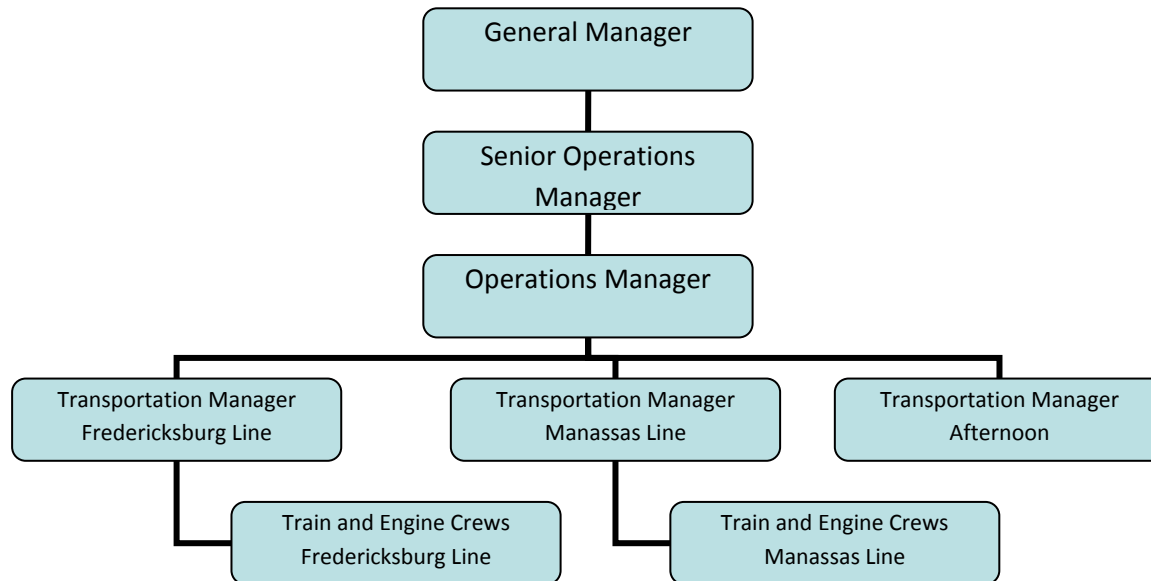 General Manager
Senior Operations
Manager
Operations Manager
Transportation Manager
Fredericksburg Line
Transportation Manager
Manassas Line
Transportation Manager
Afternoon
Train and Engine Crews
Fredericksburg Line
Train and Engine Crews
Manassas Line